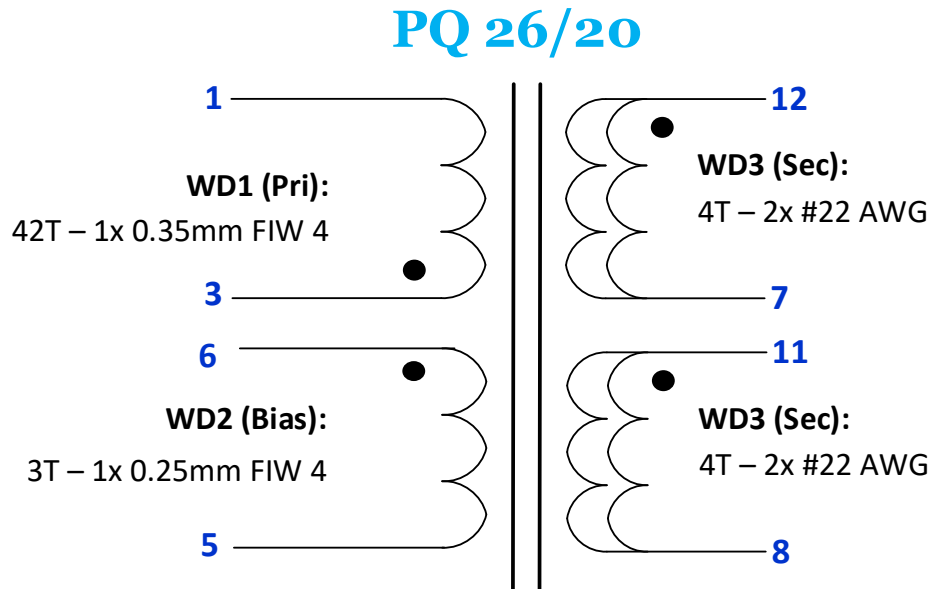 PQ 26/20
1
12
WD1 (Pri):
42T – 1x 0.35mm FIW 4
WD3 (Sec):
4T – 2x #22 AWG
3
7
6
11
WD2 (Bias):
3T – 1x 0.25mm FIW 4
WD3 (Sec):
4T – 2x #22 AWG
5
8